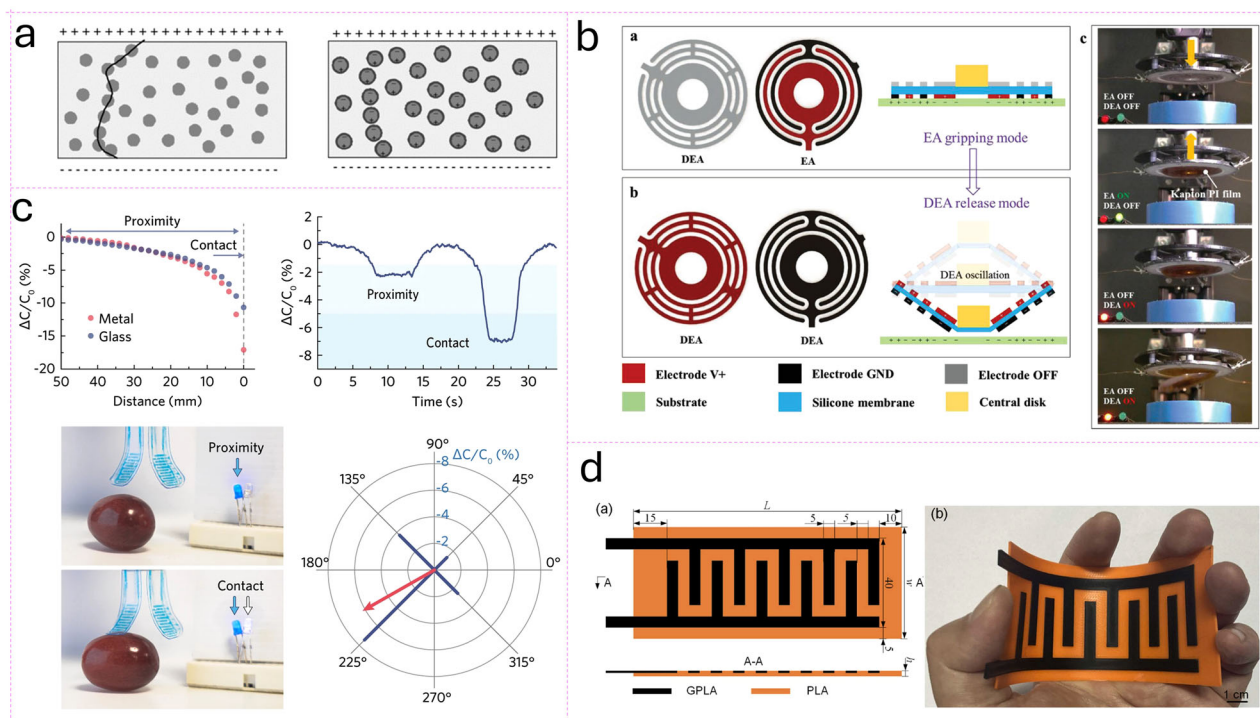 a
+ + + + + + + + + + + + + + + + +
+ + + + + + + + + + + + + + + + +
b
a
DEA
EA
EA gripping mode
b
DEA release mode
DEA
DEA
DEA oscillation
Electrode V+
Electrode GND
Electrode OFF
Substrate
Silicone membrane
Central disk
c
EA OFF
DEA OFF
EA ON
DEA OFF
Kapton PI film
EA OFF
DEA ON
EA OFF
DEA ON
c
Proximity
Contact
ΔC/C₀ (%)
0
-5
-10
-15
-20
Metal
Glass
50
40
30
20
10
0
Distance (mm)
ΔC/C₀ (%)
2
0
-2
-4
-6
-8
Proximity
Contact
0
5
10
15
20
25
30
Time (s)
Proximity
Contact
90°
ΔC/C₀ (%)
-8
-6
-4
-2
135°
45°
180°
0°
225°
315°
270°
d
(a)
L
15
5
5
10
A
A
40
w
5
A-A
h
GPLA
PLA
(b)
1 cm